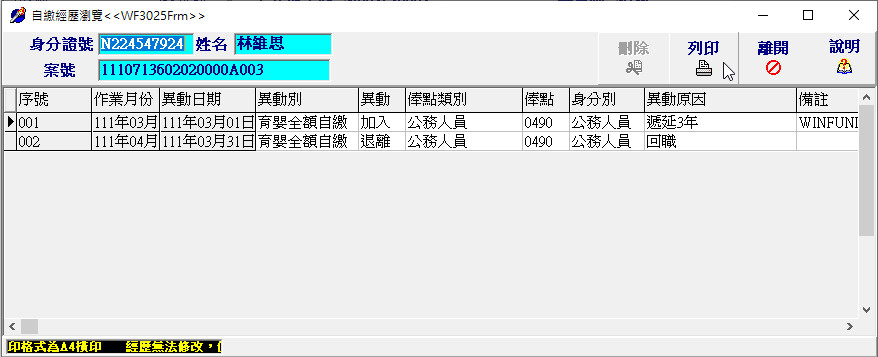 自繳經歷瀏覽<<WF3025Frm>>
身分證號 N224547924 姓名 林維恩
案號 1110713602020000A003
刪除 列印 離開 說明
序號 作業月份 異動日期 異動別 異動 俸點類別 俸點 身分別 異動原因 備註
001 111年03月 111年03月01日 育嬰全額自繳 加入 公務人員 0490 公務人員 遞延3年 WINFUNI
002 111年04月 111年03月31日 育嬰全額自繳 退離 公務人員 0490 公務人員 回職
印格式為A4橫印 經歷無法修改，